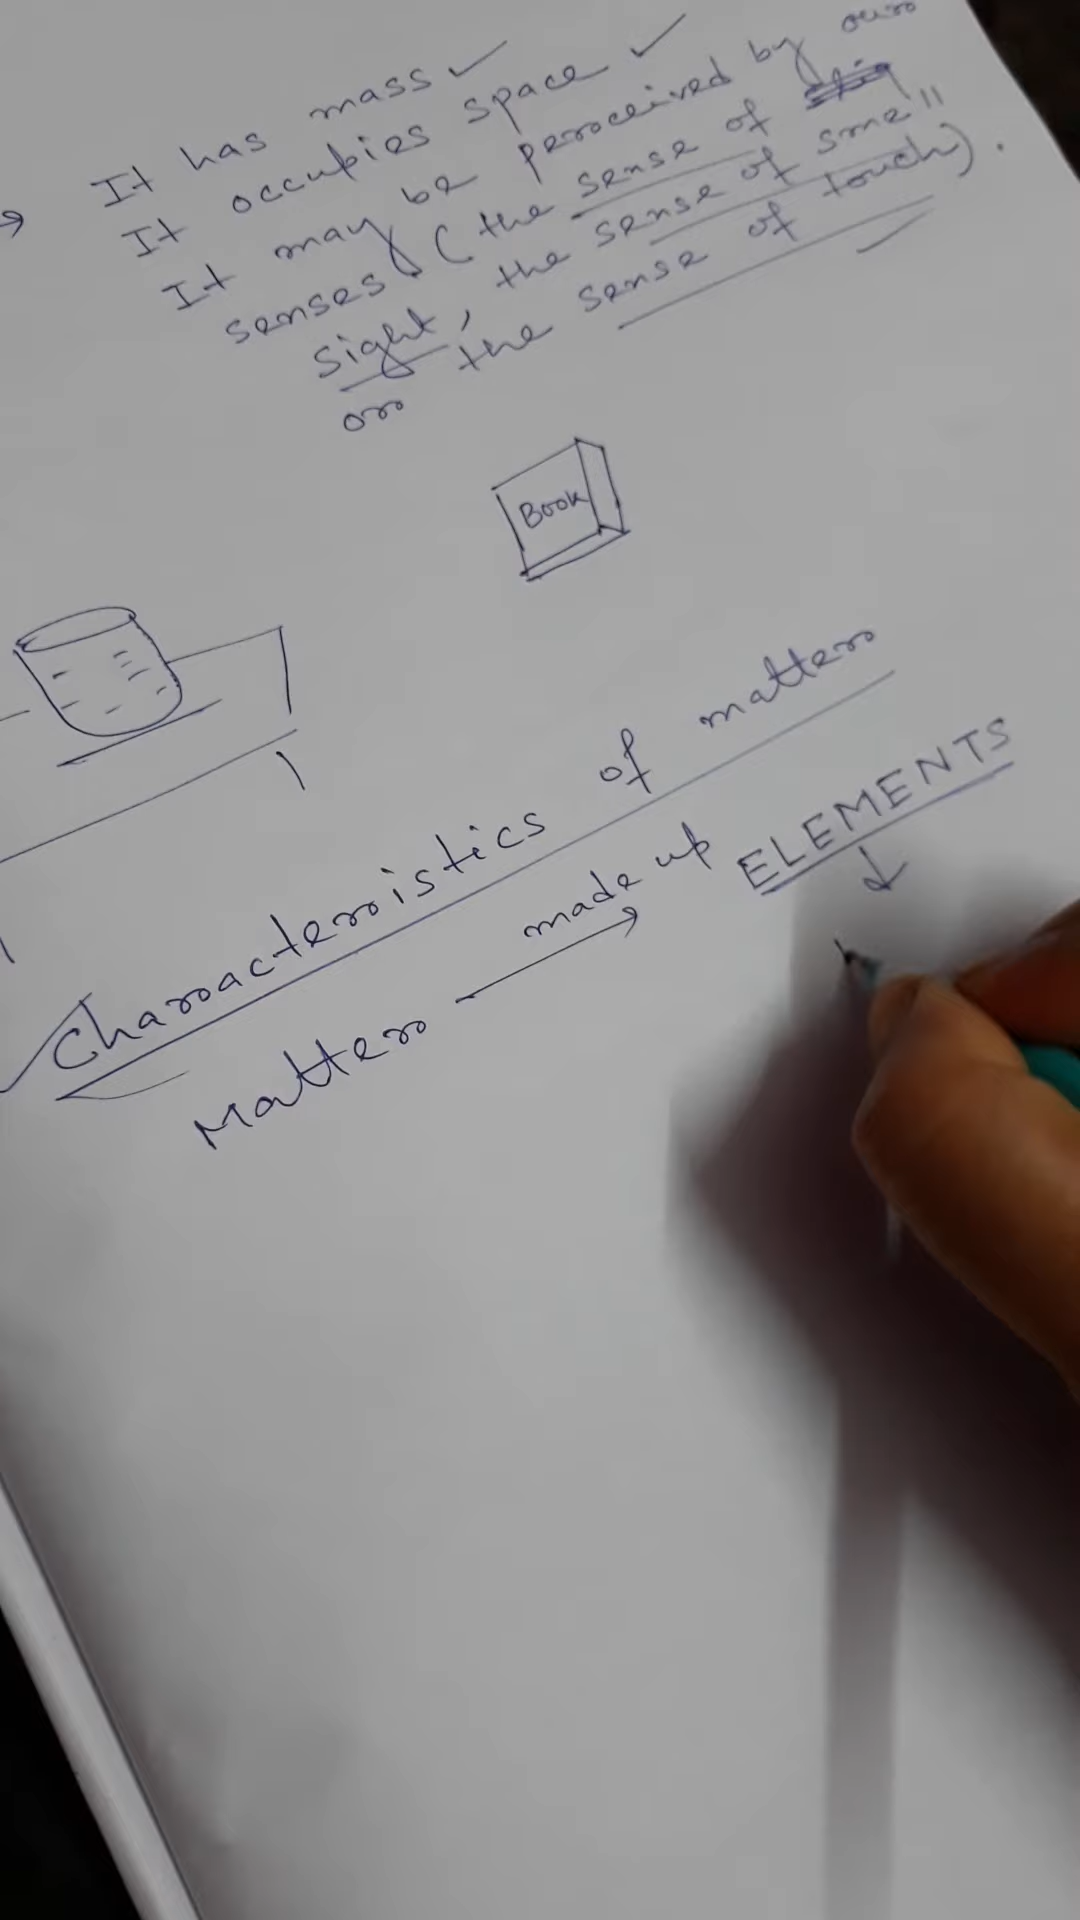 → It has mass ✓
It occupies space ✓
It may be perceived by our
senses (the sense of
sight, the sense of smell
or the sense of touch).
Book
Characteristics of matter
Matter → made up ELEMENTS
↓